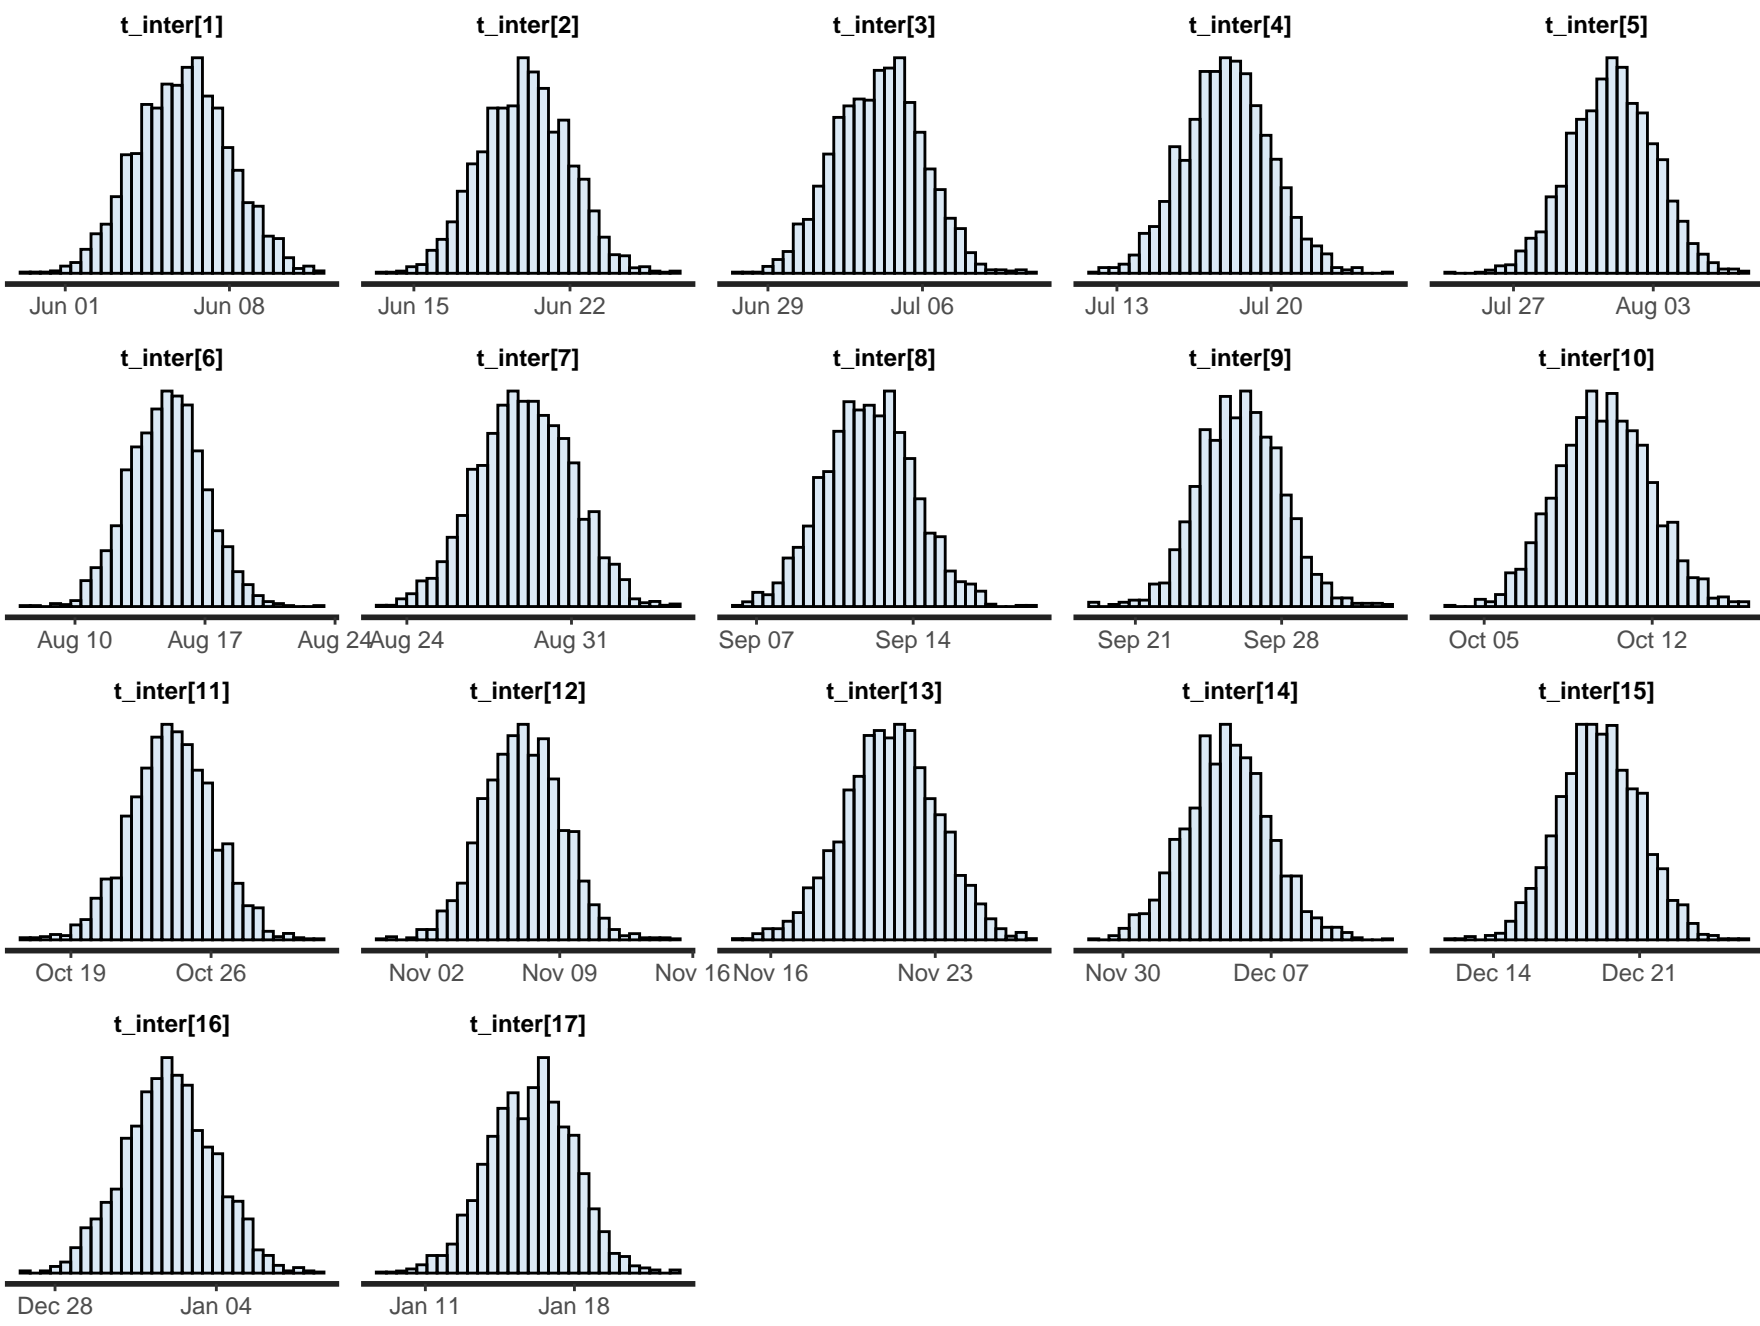 t_inter[1] t_inter[2] t_inter[3] t_inter[4] t_inter[5]
Jun 01 Jun 08 Jun 15 Jun 22 Jun 29 Jul 06 Jul 13 Jul 20 Jul 27 Aug 03
t_inter[6] t_inter[7] t_inter[8] t_inter[9] t_inter[10]
Aug 10 Aug 17 Aug 24 Aug 24 Aug 31 Sep 07 Sep 14 Sep 21 Sep 28 Oct 05 Oct 12
t_inter[11] t_inter[12] t_inter[13] t_inter[14] t_inter[15]
Oct 19 Oct 26 Nov 02 Nov 09 Nov 16 Nov 16 Nov 23 Nov 30 Dec 07 Dec 14 Dec 21
t_inter[16] t_inter[17]
Dec 28 Jan 04 Jan 11 Jan 18